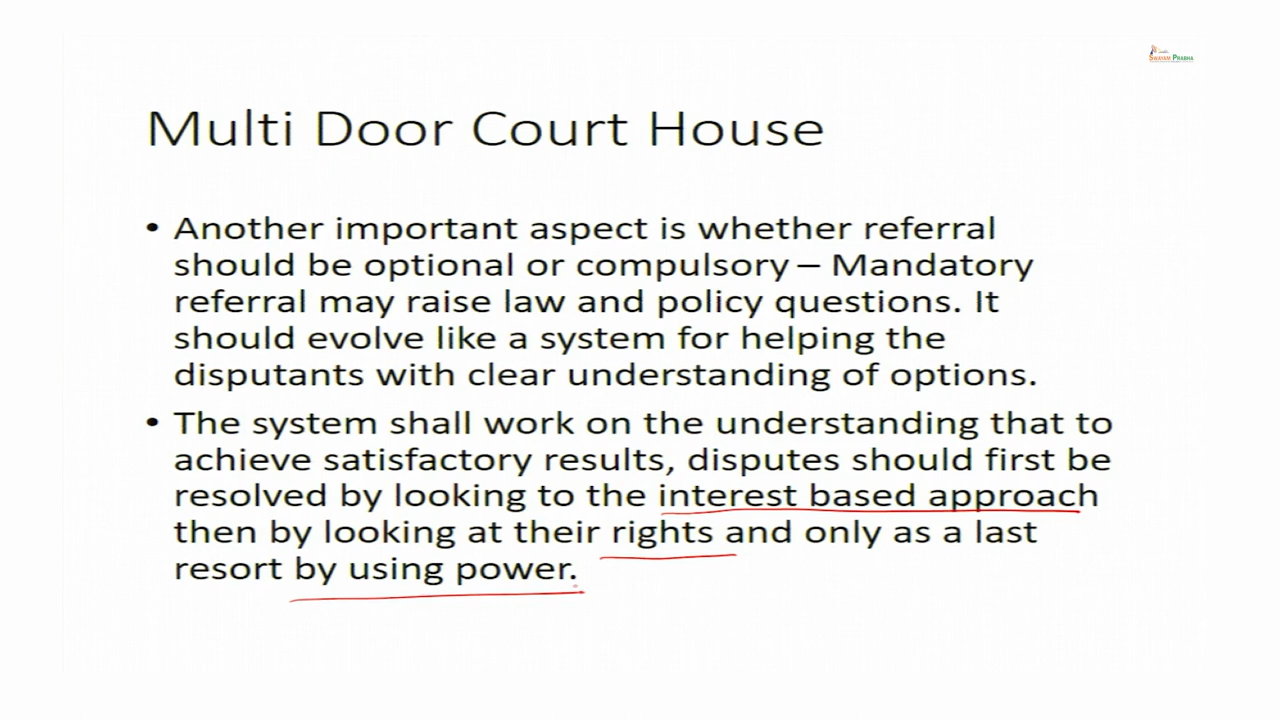 SWAYAM PRABHA
Multi Door Court House
• Another important aspect is whether referral
should be optional or compulsory – Mandatory
referral may raise law and policy questions. It
should evolve like a system for helping the
disputants with clear understanding of options.
• The system shall work on the understanding that to
achieve satisfactory results, disputes should first be
resolved by looking to the interest based approach
then by looking at their rights and only as a last
resort by using power.